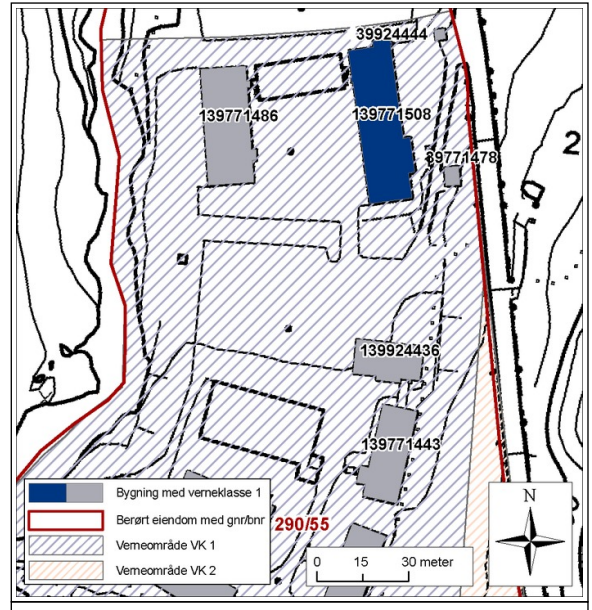 39924444
139771486
139771508
39771478
2
139924436
139771443
Bygning med verneklasse 1
Berørt eiendom med gnr/bnr
290/55
Verneområde VK 1
Verneområde VK 2
0 15 30 meter
N